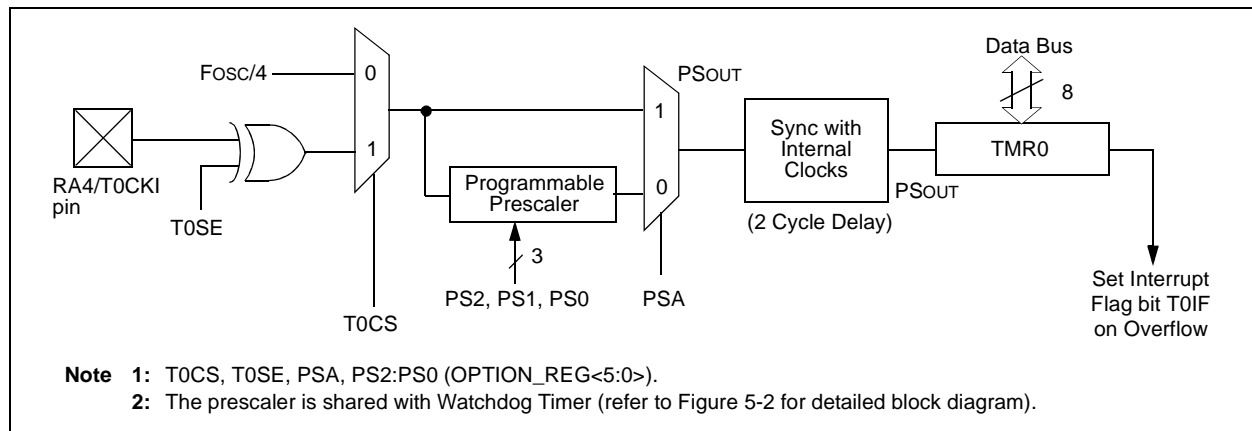 Data Bus
FOSC/4
0
PSOUT
8
1
1
Sync with
Internal
Clocks
TMR0
RA4/T0CKI
pin
Programmable
Prescaler
0
PSOUT
T0SE
(2 Cycle Delay)
3
PS2, PS1, PS0
PSA
T0CS
Set Interrupt
Flag bit T0IF
on Overflow
Note 1: T0CS, T0SE, PSA, PS2:PS0 (OPTION_REG<5:0>).
2: The prescaler is shared with Watchdog Timer (refer to Figure 5-2 for detailed block diagram).